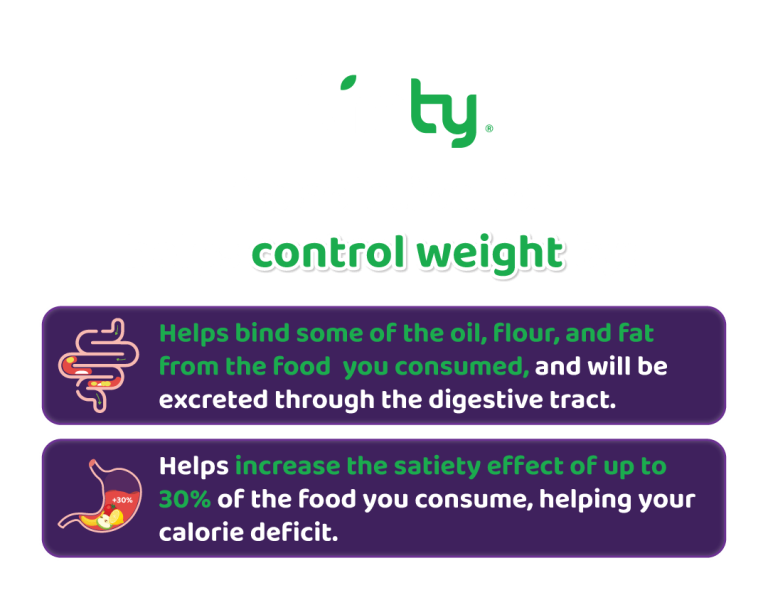 ty®
control weight
Helps bind some of the oil, flour, and fat
from the food you consumed, and will be
excreted through the digestive tract.
+30%
Helps increase the satiety effect of up to
30% of the food you consume, helping your
calorie deficit.